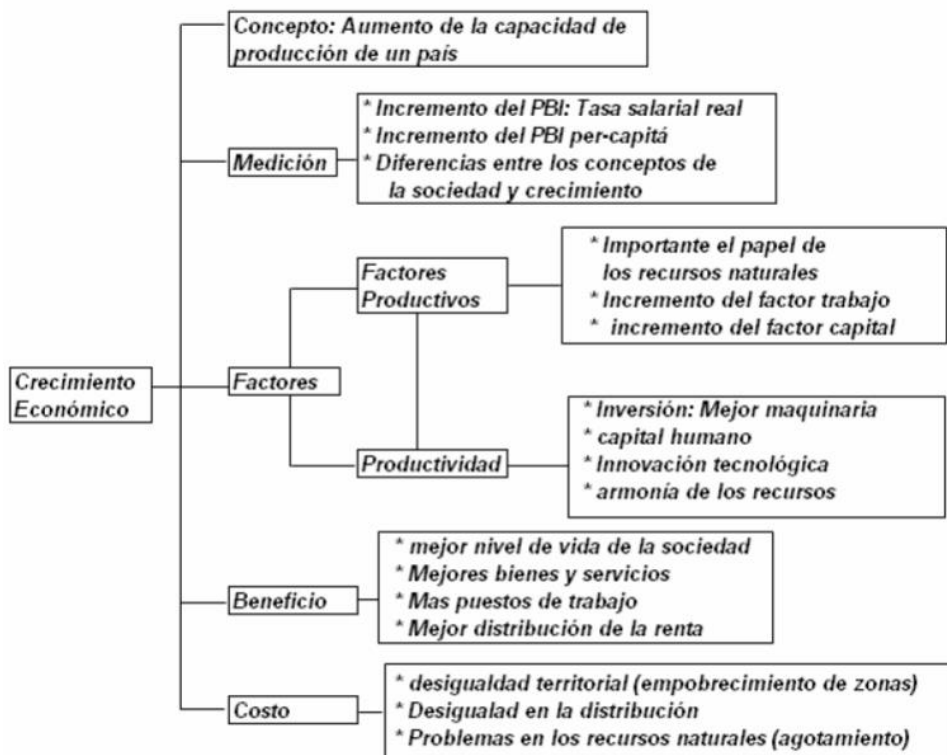 Concepto: Aumento de la capacidad de
producción de un país
* Incremento del PBI: Tasa salarial real
* Incremento del PBI per-capitá
Medición
* Diferencias entre los conceptos de
la sociedad y crecimiento
Factores
Productivos
* Importante el papel de
los recursos naturales
* Incremento del factor trabajo
* incremento del factor capital
Crecimiento
Económico
Factores
Productividad
* Inversión: Mejor maquinaria
* capital humano
* Innovación tecnológica
* armonía de los recursos
Beneficio
* mejor nivel de vida de la sociedad
* Mejores bienes y servicios
* Mas puestos de trabajo
* Mejor distribución de la renta
Costo
* desigualdad territorial (empobrecimiento de zonas)
* Desigualad en la distribución
* Problemas en los recursos naturales (agotamiento)